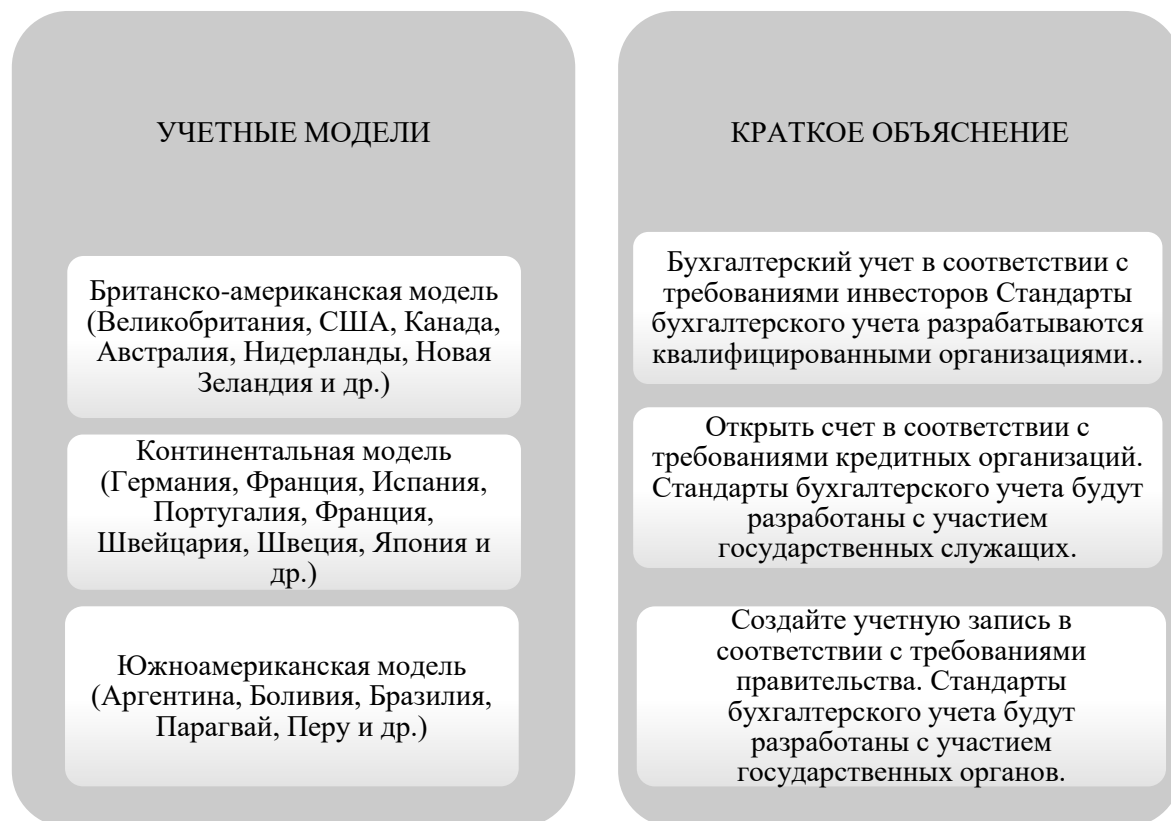 УЧЕТНЫЕ МОДЕЛИ
Британско-американская модель
(Великобритания, США, Канада,
Австралия, Нидерланды, Новая
Зеландия и др.)
Континентальная модель
(Германия, Франция, Испания,
Португалия, Франция,
Швейцария, Швеция, Япония и
др.)
Южноамериканская модель
(Аргентина, Боливия, Бразилия,
Парагвай, Перу и др.)
КРАТКОЕ ОБЪЯСНЕНИЕ
Бухгалтерский учет в соответствии с
требованиями инвесторов Стандарты
бухгалтерского учета разрабатываются
квалифицированными организациями..
Открыть счет в соответствии с
требованиями кредитных организаций.
Стандарты бухгалтерского учета будут
разработаны с участием
государственных служащих.
Создайте учетную запись в
соответствии с требованиями
правительства. Стандарты
бухгалтерского учета будут
разработаны с участием
государственных органов.